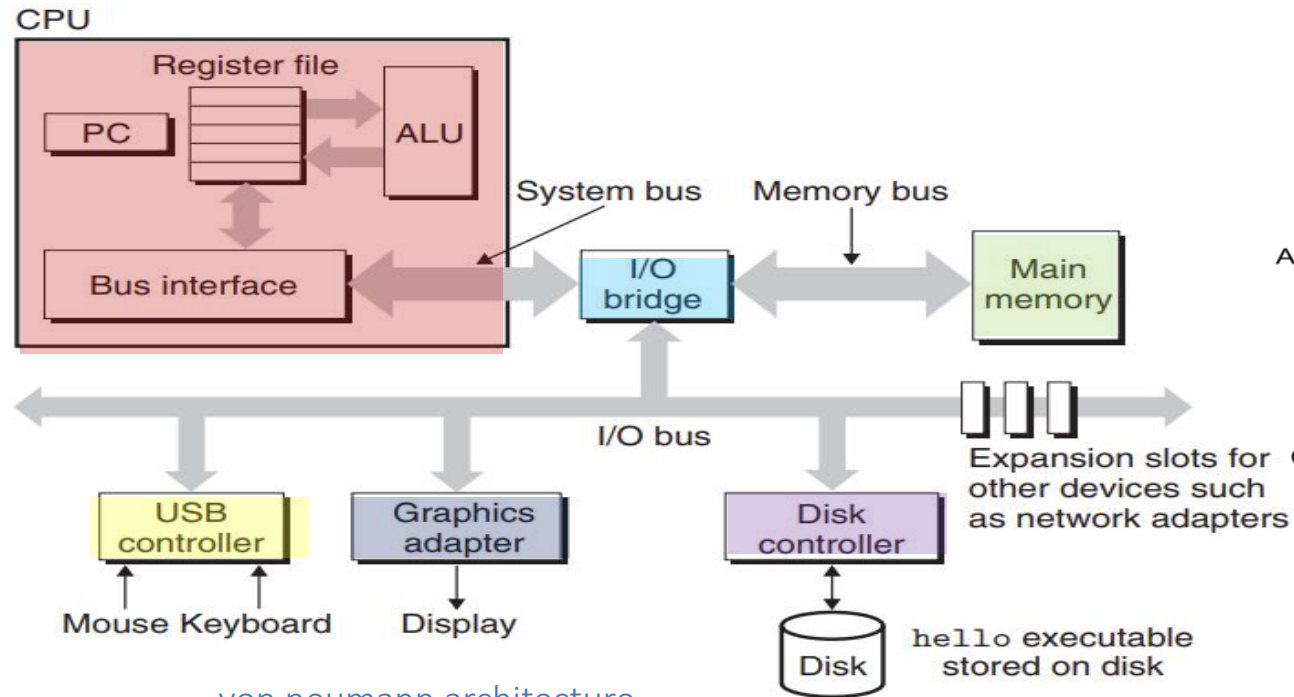 CPU
Register file
PC
ALU
System bus
Memory bus
Bus interface
I/O
bridge
Main
memory
A
I/O bus
Expansion slots for
other devices such
as network adapters
USB
controller
Graphics
adapter
Disk
controller
Mouse Keyboard
Display
Disk
hello executable
stored on disk
von neumann architecture